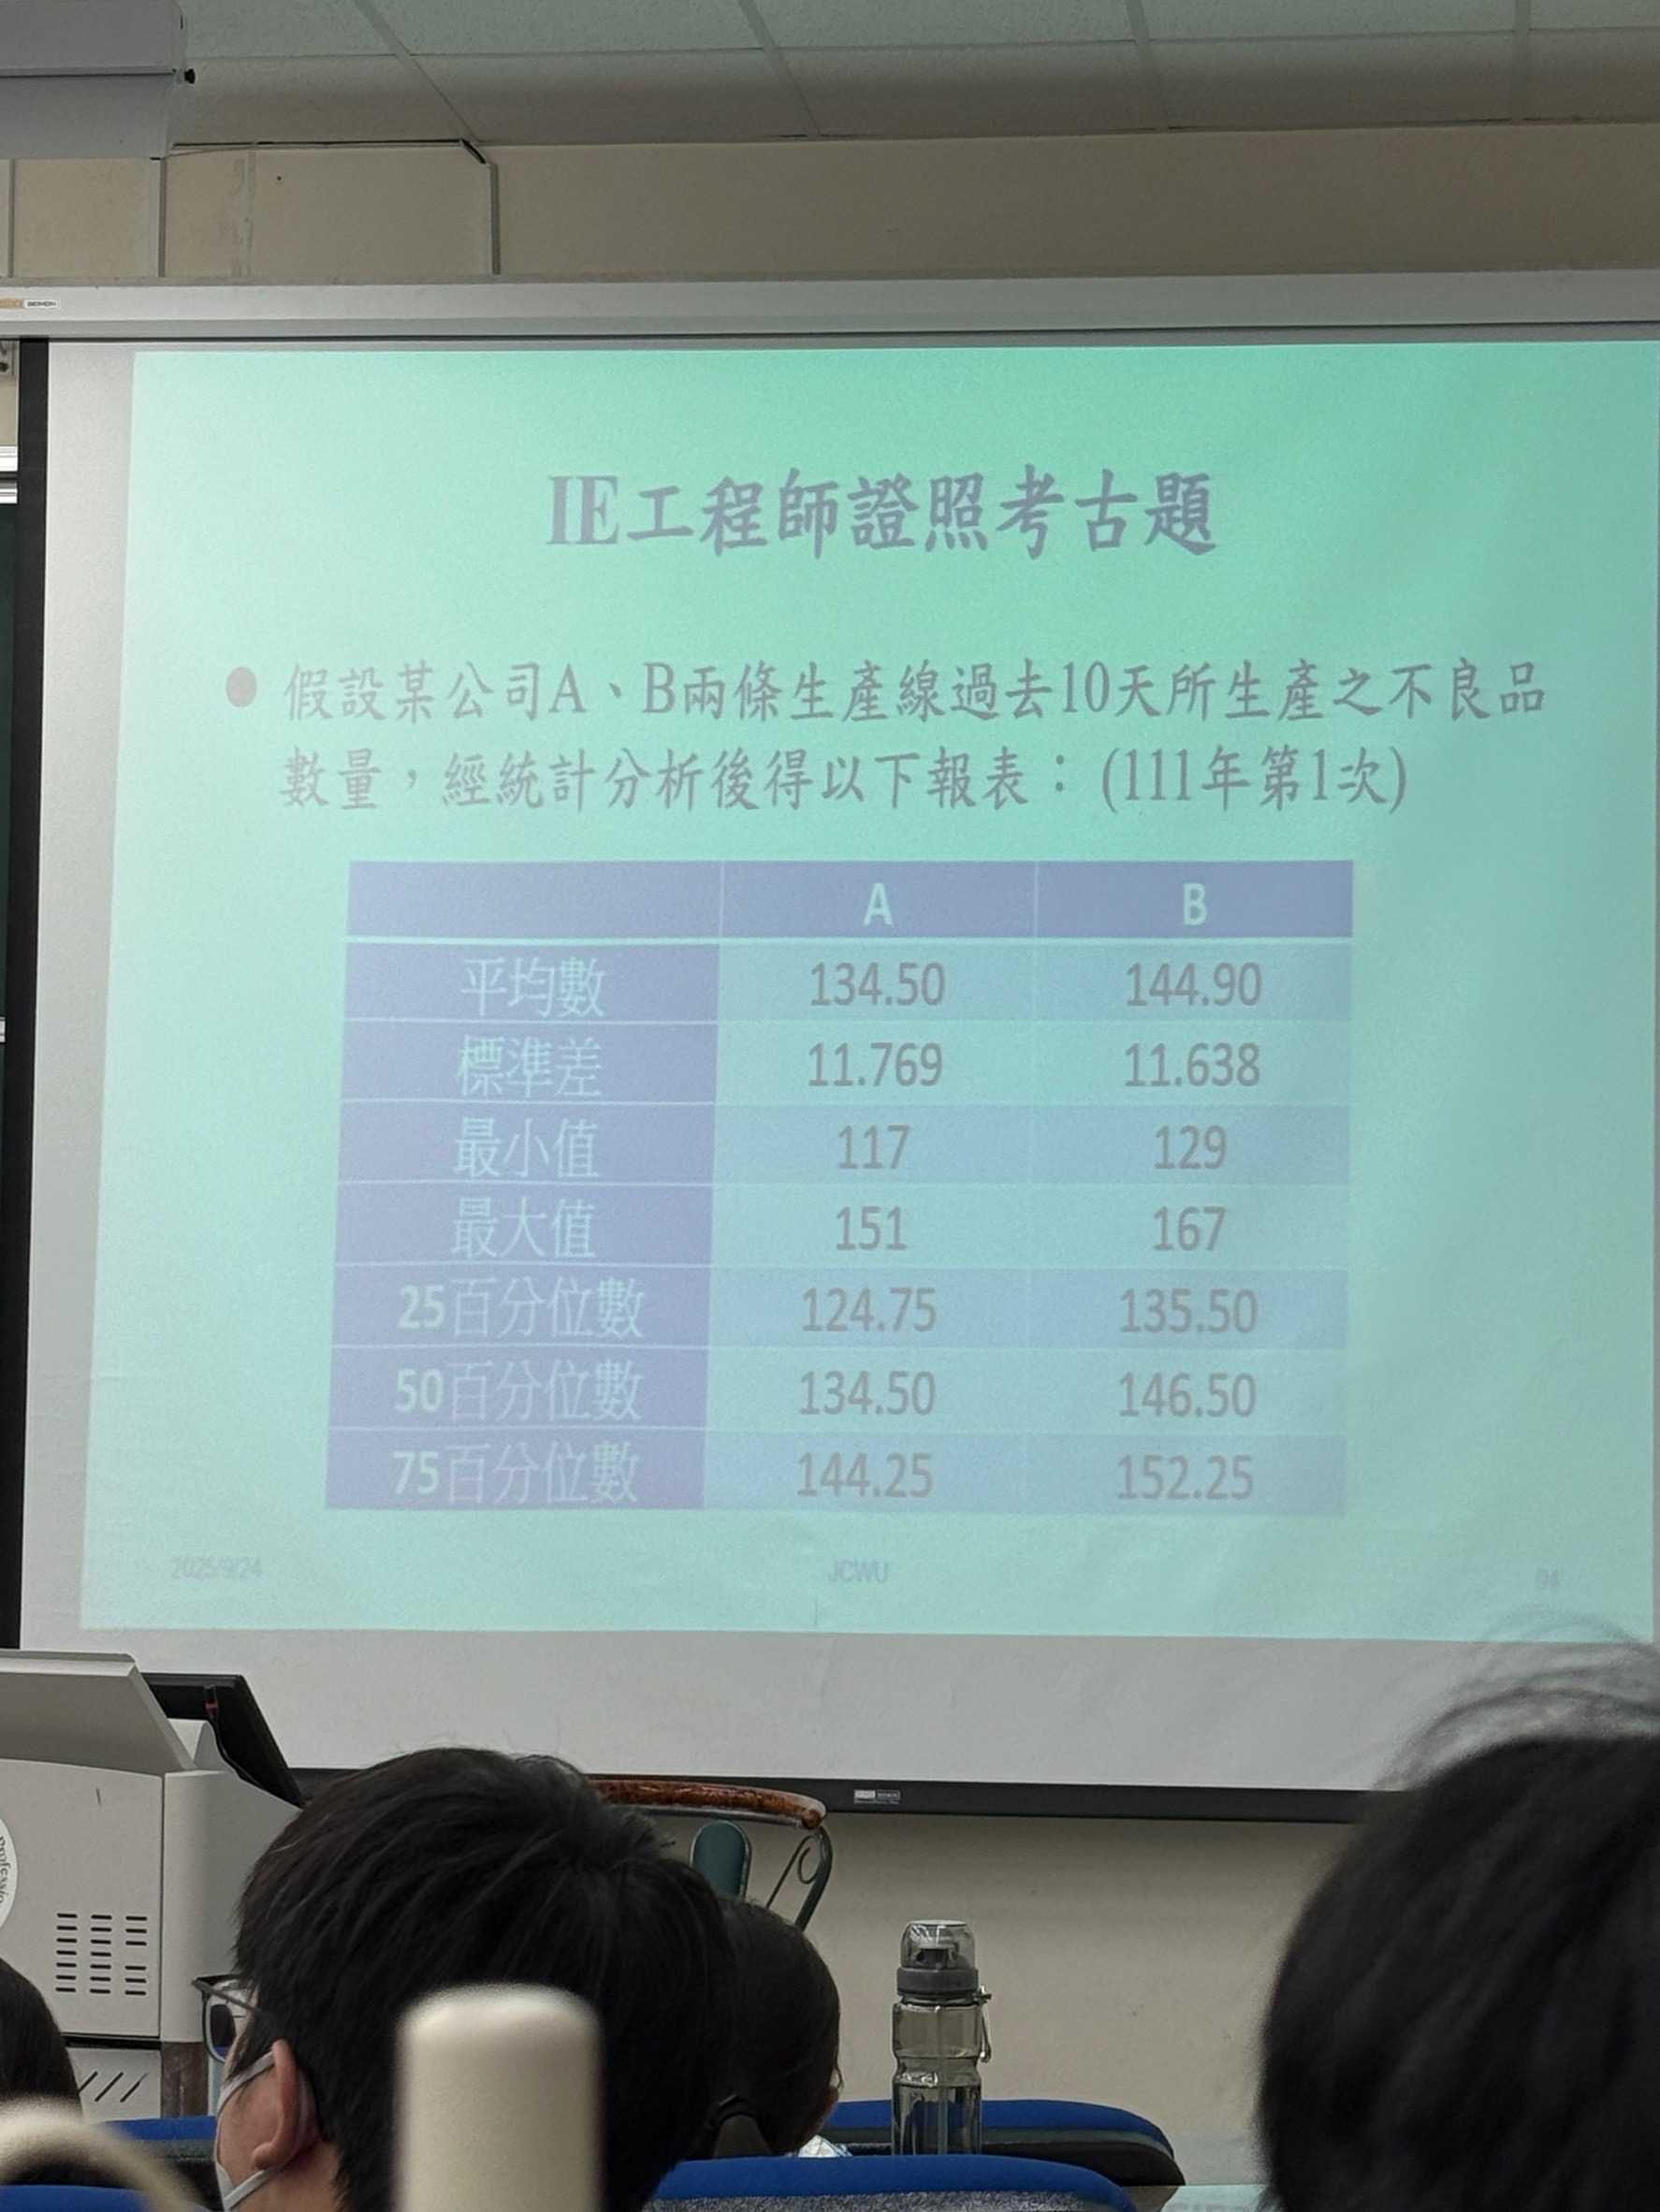 IE工程師證照考古題
● 假設某公司A、B兩條生產線過去10天所生產之不良品
數量，經統計分析後得以下報表：(111年第1次)
A B
平均數 134.50 144.90
標準差 11.769 11.638
最小值 117 129
最大值 151 167
25百分位數 124.75 135.50
50百分位數 134.50 146.50
75百分位數 144.25 152.25
2025/9/24 JCWU 94